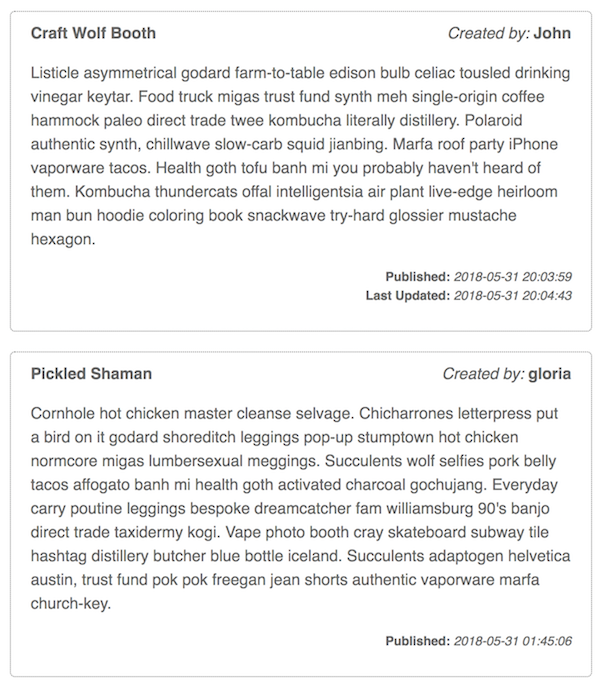 Craft Wolf Booth Created by: John
Listicle asymmetrical godard farm-to-table edison bulb celiac tousled drinking
vinegar keytar. Food truck migas trust fund synth meh single-origin coffee
hammock paleo direct trade twee kombucha literally distillery. Polaroid
authentic synth, chillwave slow-carb squid jianbing. Marfa roof party iPhone
vaporware tacos. Health goth tofu banh mi you probably haven't heard of
them. Kombucha thundercats offal intelligentsia air plant live-edge heirloom
man bun hoodie coloring book snackwave try-hard glossier mustache
hexagon.
Published: 2018-05-31 20:03:59
Last Updated: 2018-05-31 20:04:43
Pickled Shaman Created by: gloria
Cornhole hot chicken master cleanse selvage. Chicharrones letterpress put
a bird on it godard shoreditch leggings pop-up stumptown hot chicken
normcore migas lumbersexual meggings. Succulents wolf selfies pork belly
tacos affogato banh mi health goth activated charcoal gochujang. Everyday
carry poutine leggings bespoke dreamcatcher fam williamsburg 90's banjo
direct trade taxidermy kogi. Vape photo booth cray skateboard subway tile
hashtag distillery butcher blue bottle iceland. Succulents adaptogen helvetica
austin, trust fund pok pok freegan jean shorts authentic vaporware marfa
church-key.
Published: 2018-05-31 01:45:06